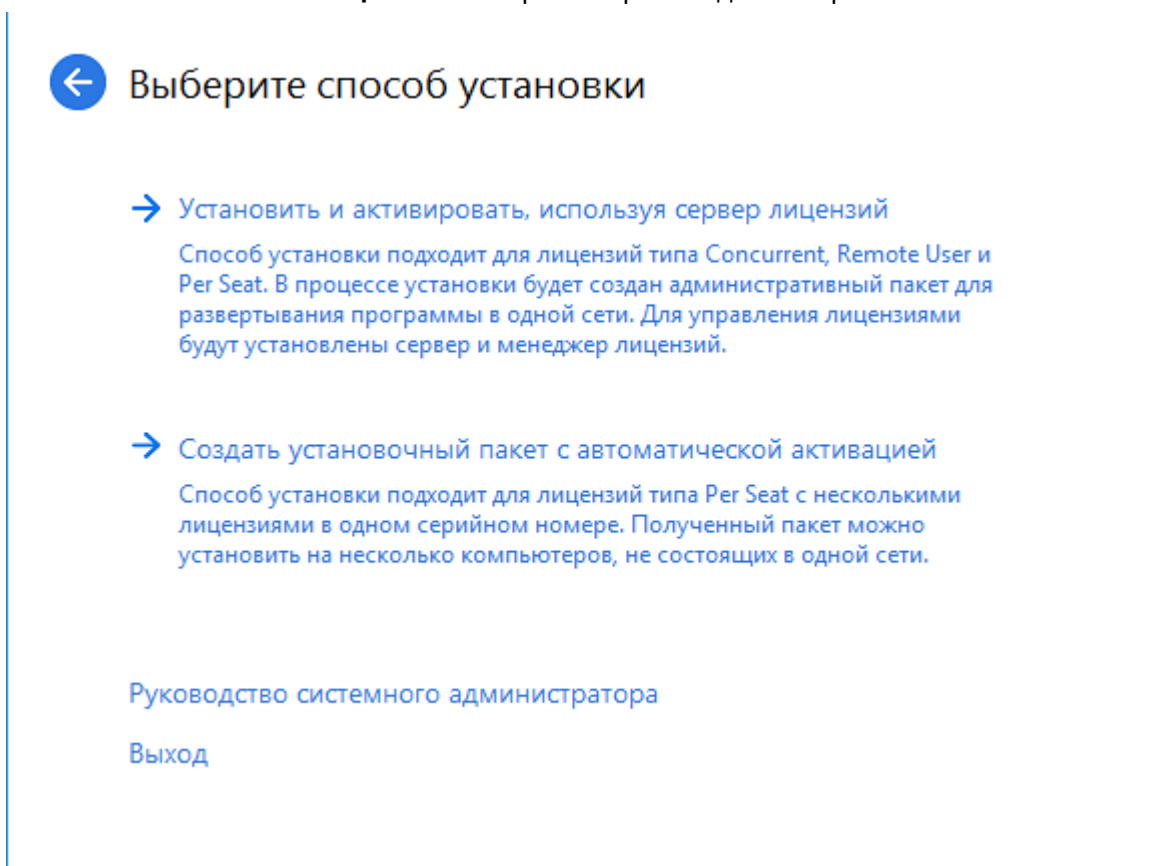 Выберите способ установки
Установить и активировать, используя сервер лицензий
Способ установки подходит для лицензий типа Concurrent, Remote User и
Per Seat. В процессе установки будет создан административный пакет для
развертывания программы в одной сети. Для управления лицензиями
будут установлены сервер и менеджер лицензий.
Создать установочный пакет с автоматической активацией
Способ установки подходит для лицензий типа Per Seat с несколькими
лицензиями в одном серийном номере. Полученный пакет можно
установить на несколько компьютеров, не состоящих в одной сети.
Руководство системного администратора
Выход